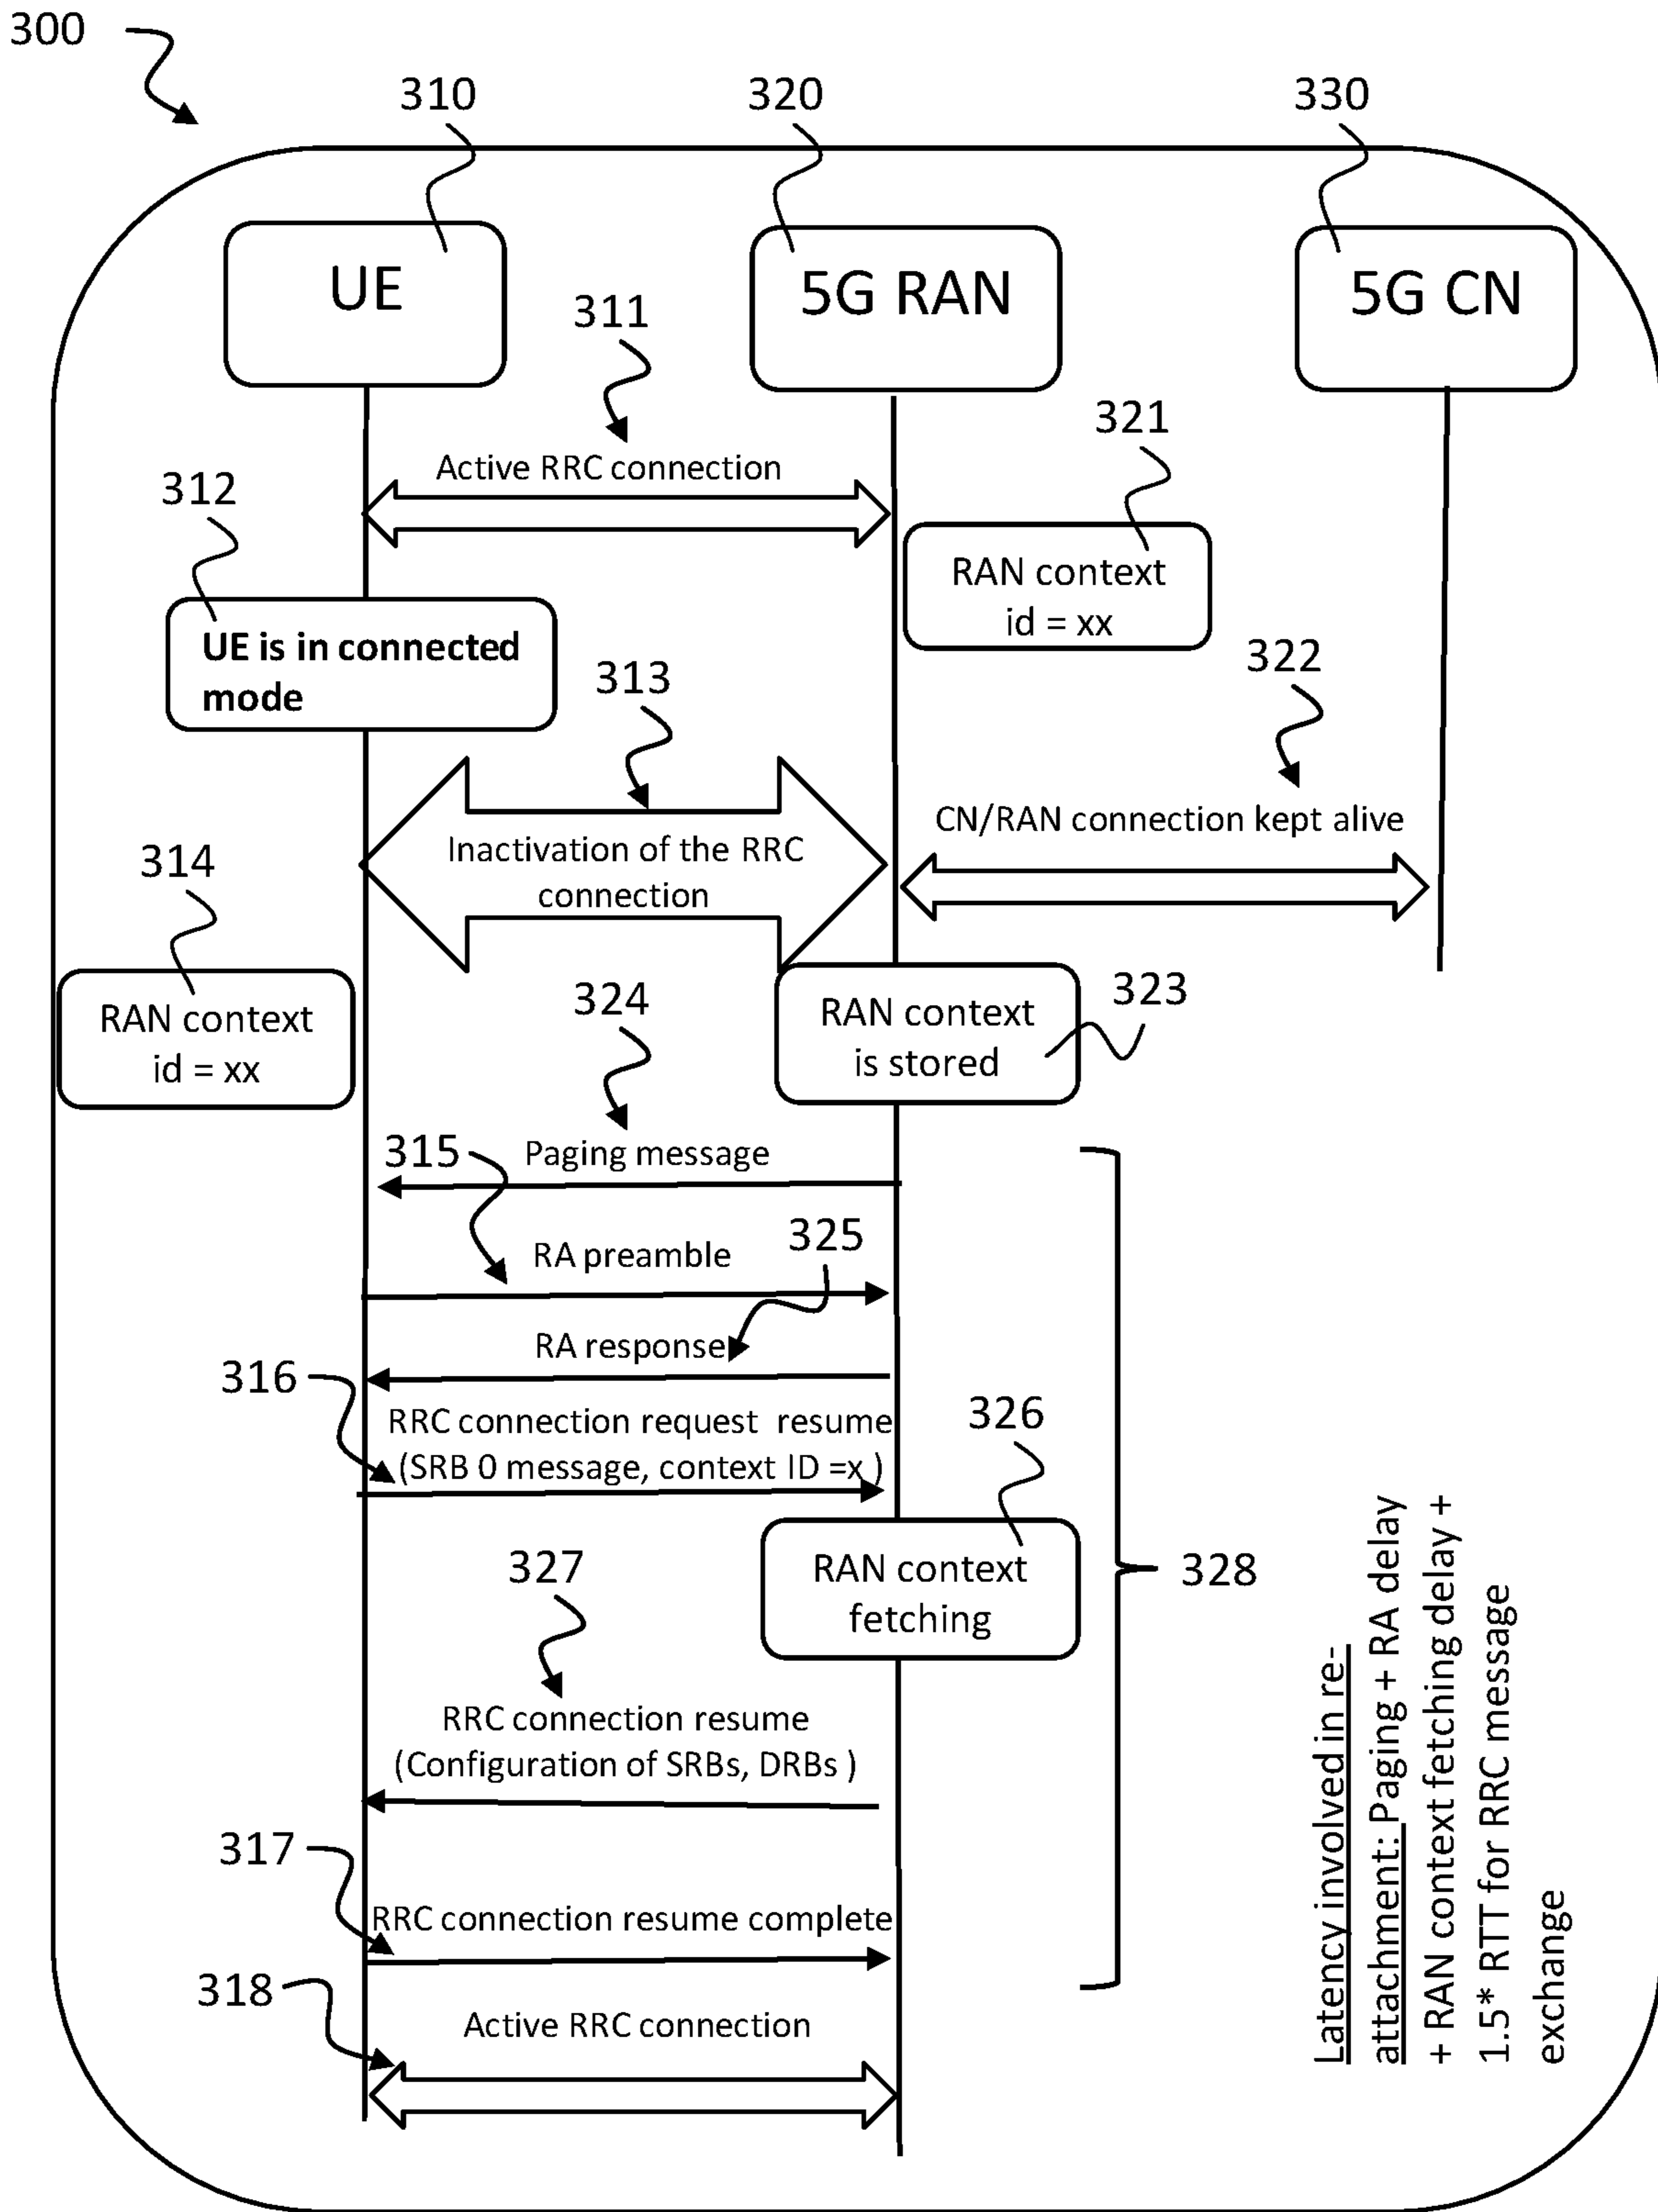 300
310
320
330
UE
5G RAN
5G CN
311
321
Active RRC connection
312
RAN context
id = xx
UE is in connected
mode
313
322
CN/RAN connection kept alive
Inactivation of the RRC
connection
314
RAN context
id = xx
324
RAN context
is stored
323
315
Paging message
325
RA preamble
RA response
316
RRC connection request resume
(SRB 0 message, context ID =x )
326
RAN context
fetching
328
327
RRC connection resume
(Configuration of SRBs, DRBs )
317
RRC connection resume complete
318
Active RRC connection
Latency involved in re-
attachment: Paging + RA delay
+ RAN context fetching delay +
1.5* RTT for RRC message
exchange